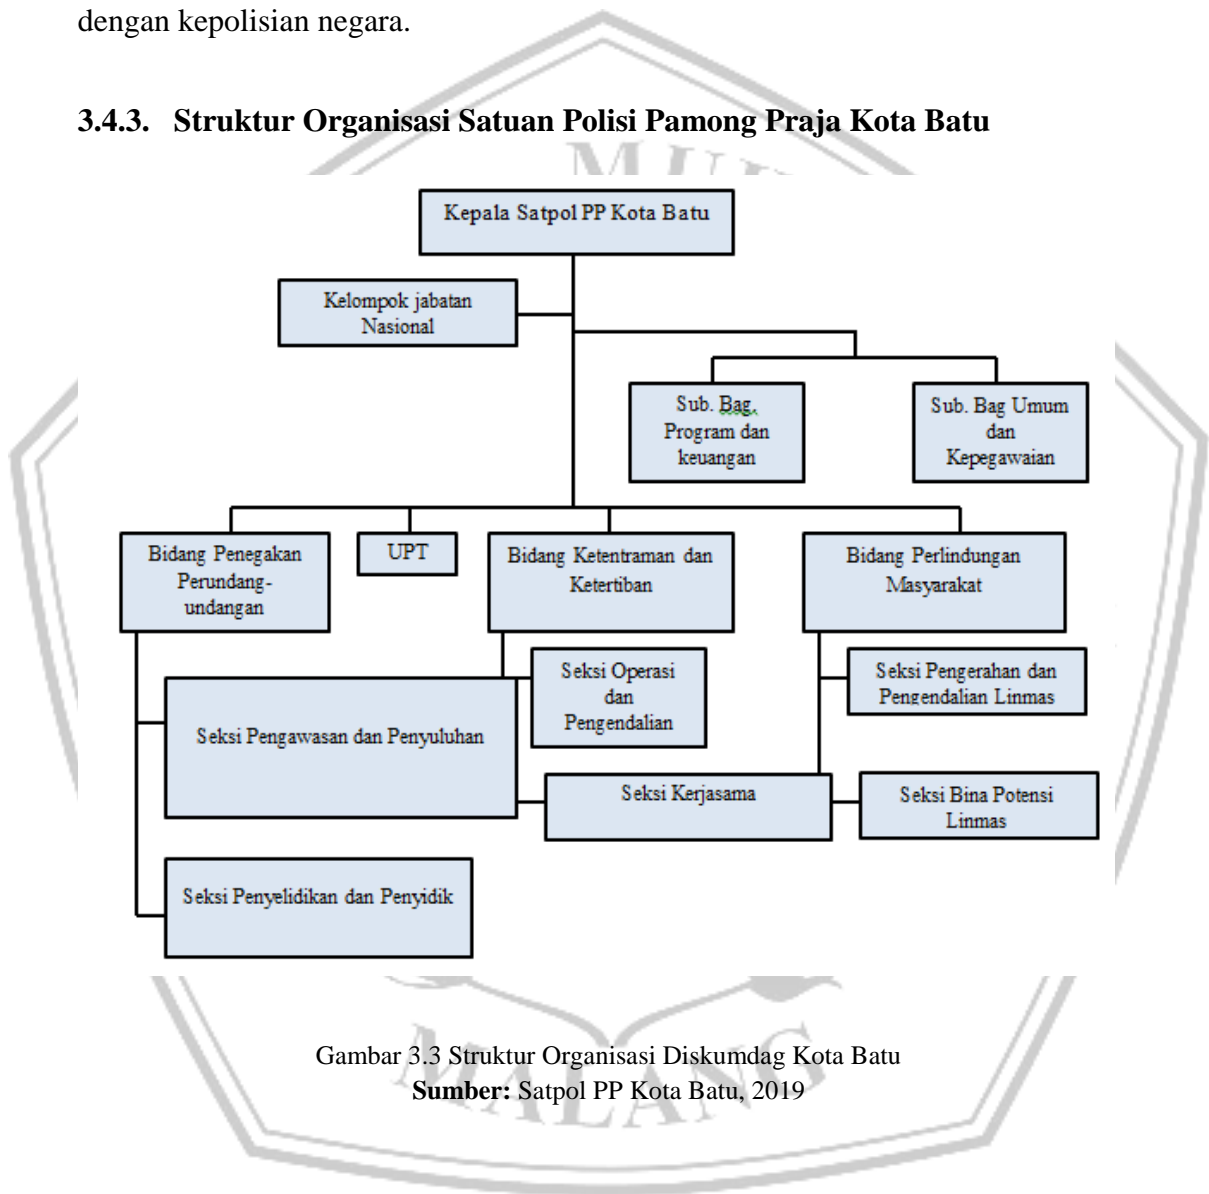 dengan kepolisian negara.
3.4.3. Struktur Organisasi Satuan Polisi Pamong Praja Kota Batu
MUH
Kepala Satpol PP Kota Batu
Kelompok jabatan
Nasional
Sub. Bag.
Program dan
keuangan
Sub. Bag Umum
dan
Kepegawaian
Bidang Penegakan
Perundang-
undangan
UPT
Bidang Ketentraman dan
Ketertiban
Bidang Perlindungan
Masyarakat
Seksi Operasi
dan
Pengendalian
Seksi Pengerahan dan
Pengendalian Linmas
Seksi Pengawasan dan Penyuluhan
Seksi Kerjasama
Seksi Bina Potensi
Linmas
Seksi Penyelidikan dan Penyidik
Gambar 3.3 Struktur Organisasi Diskumdag Kota Batu
Sumber: Satpol PP Kota Batu, 2019
MALANG